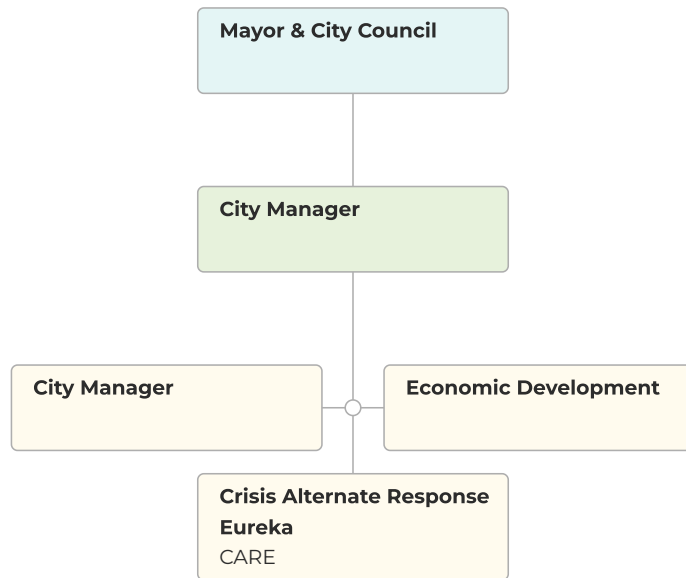 Mayor & City Council
City Manager
City Manager
Economic Development
Crisis Alternate Response
Eureka
CARE